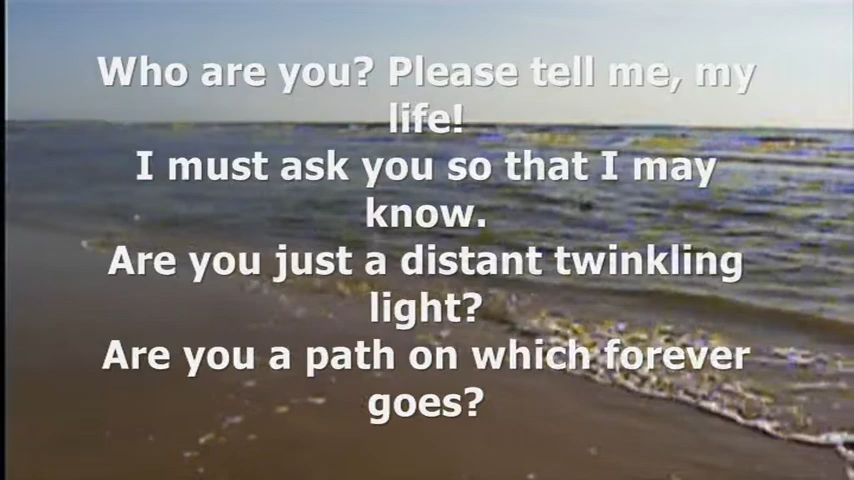 Who are you? Please tell me, my
life!
I must ask you so that I may
know.
Are you just a distant twinkling
light?
Are you a path on which forever
goes?